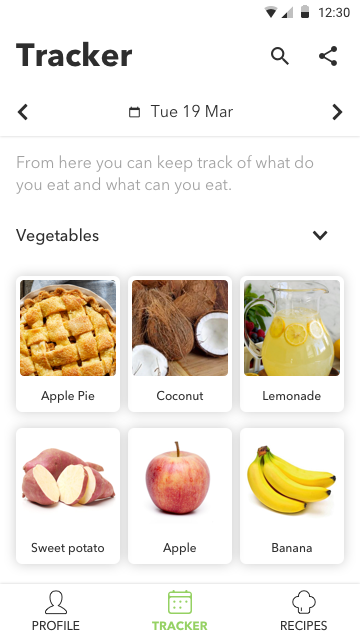 12:30
Tracker
Tue 19 Mar
From here you can keep track of what do
you eat and what can you eat.
Vegetables
Apple Pie
Coconut
Lemonade
Sweet potato
Apple
Banana
PROFILE
TRACKER
RECIPES